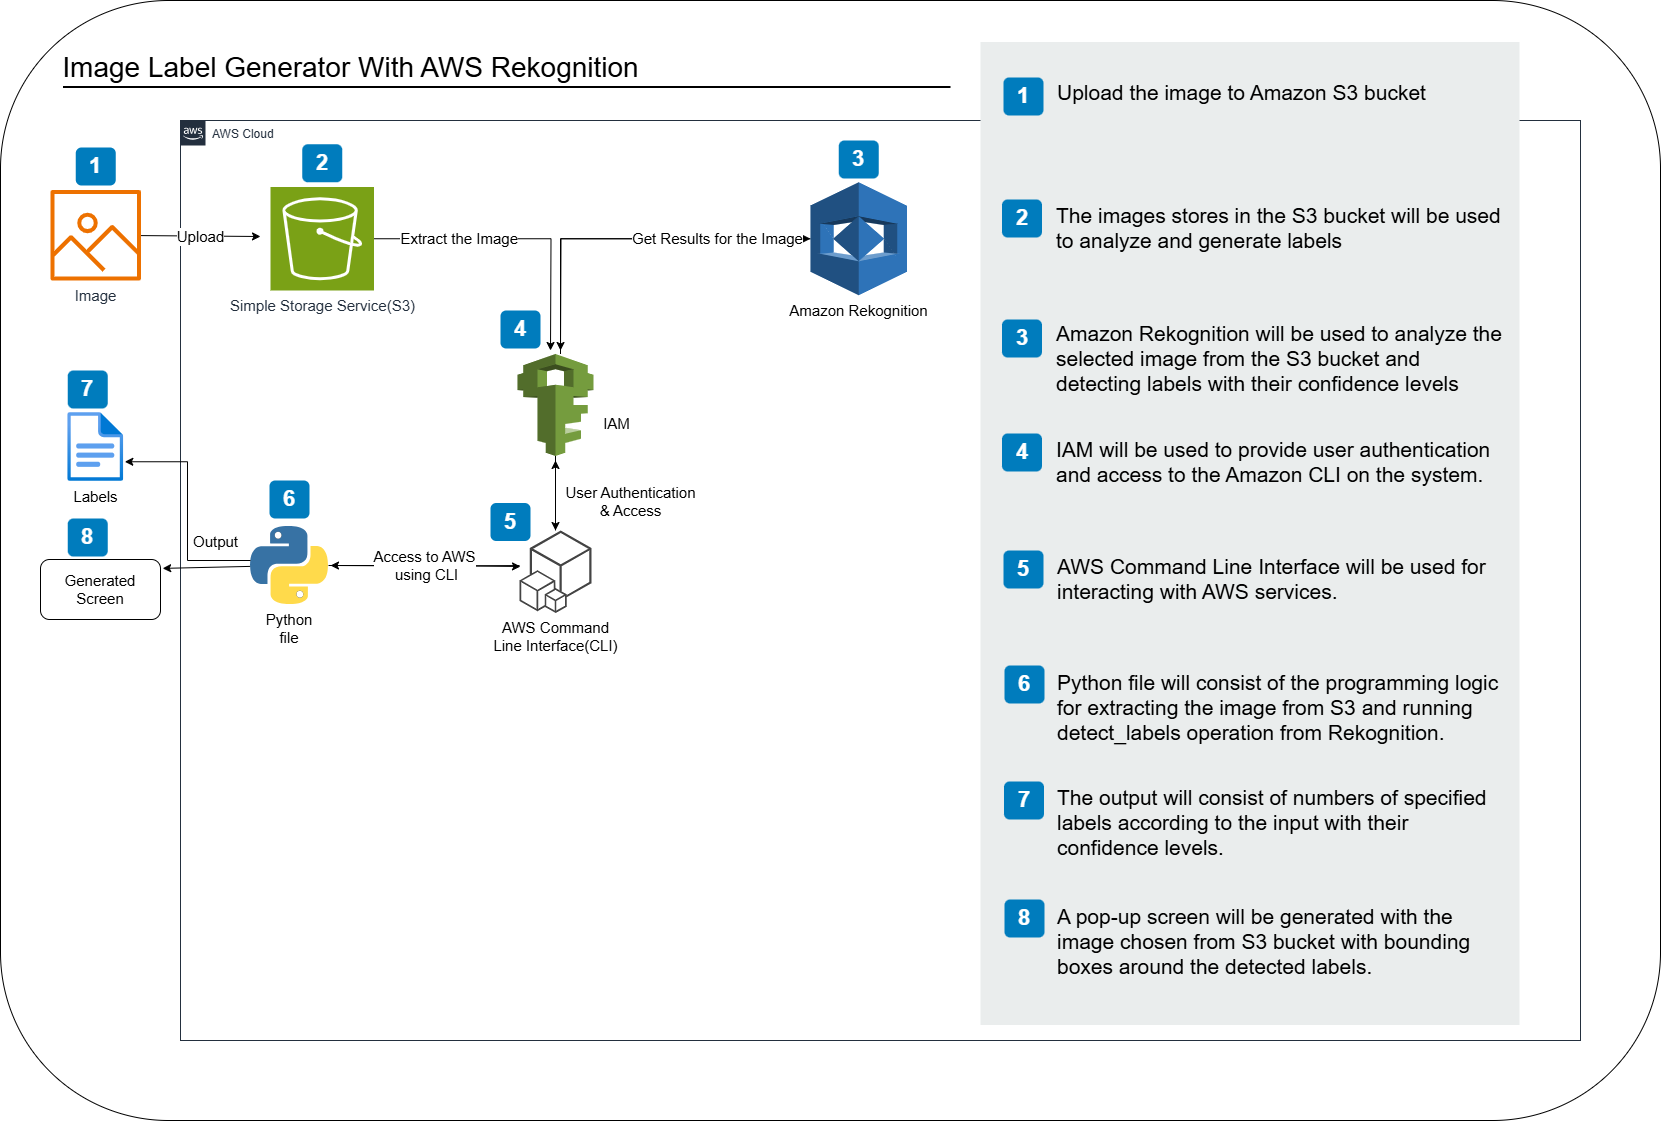 Image Label Generator With AWS Rekognition
aws
AWS Cloud
1
Image
Upload
2
Simple Storage Service(S3)
Extract the Image
3
Get Results for the Image
Amazon Rekognition
4
IAM
User Authentication
& Access
5
AWS Command
Line Interface(CLI)
Access to AWS
using CLI
6
Python
file
Output
7
Labels
8
Generated
Screen
1
Upload the image to Amazon S3 bucket
2
The images stores in the S3 bucket will be used
to analyze and generate labels
3
Amazon Rekognition will be used to analyze the
selected image from the S3 bucket and
detecting labels with their confidence levels
4
IAM will be used to provide user authentication
and access to the Amazon CLI on the system.
5
AWS Command Line Interface will be used for
interacting with AWS services.
6
Python file will consist of the programming logic
for extracting the image from S3 and running
detect_labels operation from Rekognition.
7
The output will consist of numbers of specified
labels according to the input with their
confidence levels.
8
A pop-up screen will be generated with the
image chosen from S3 bucket with bounding
boxes around the detected labels.